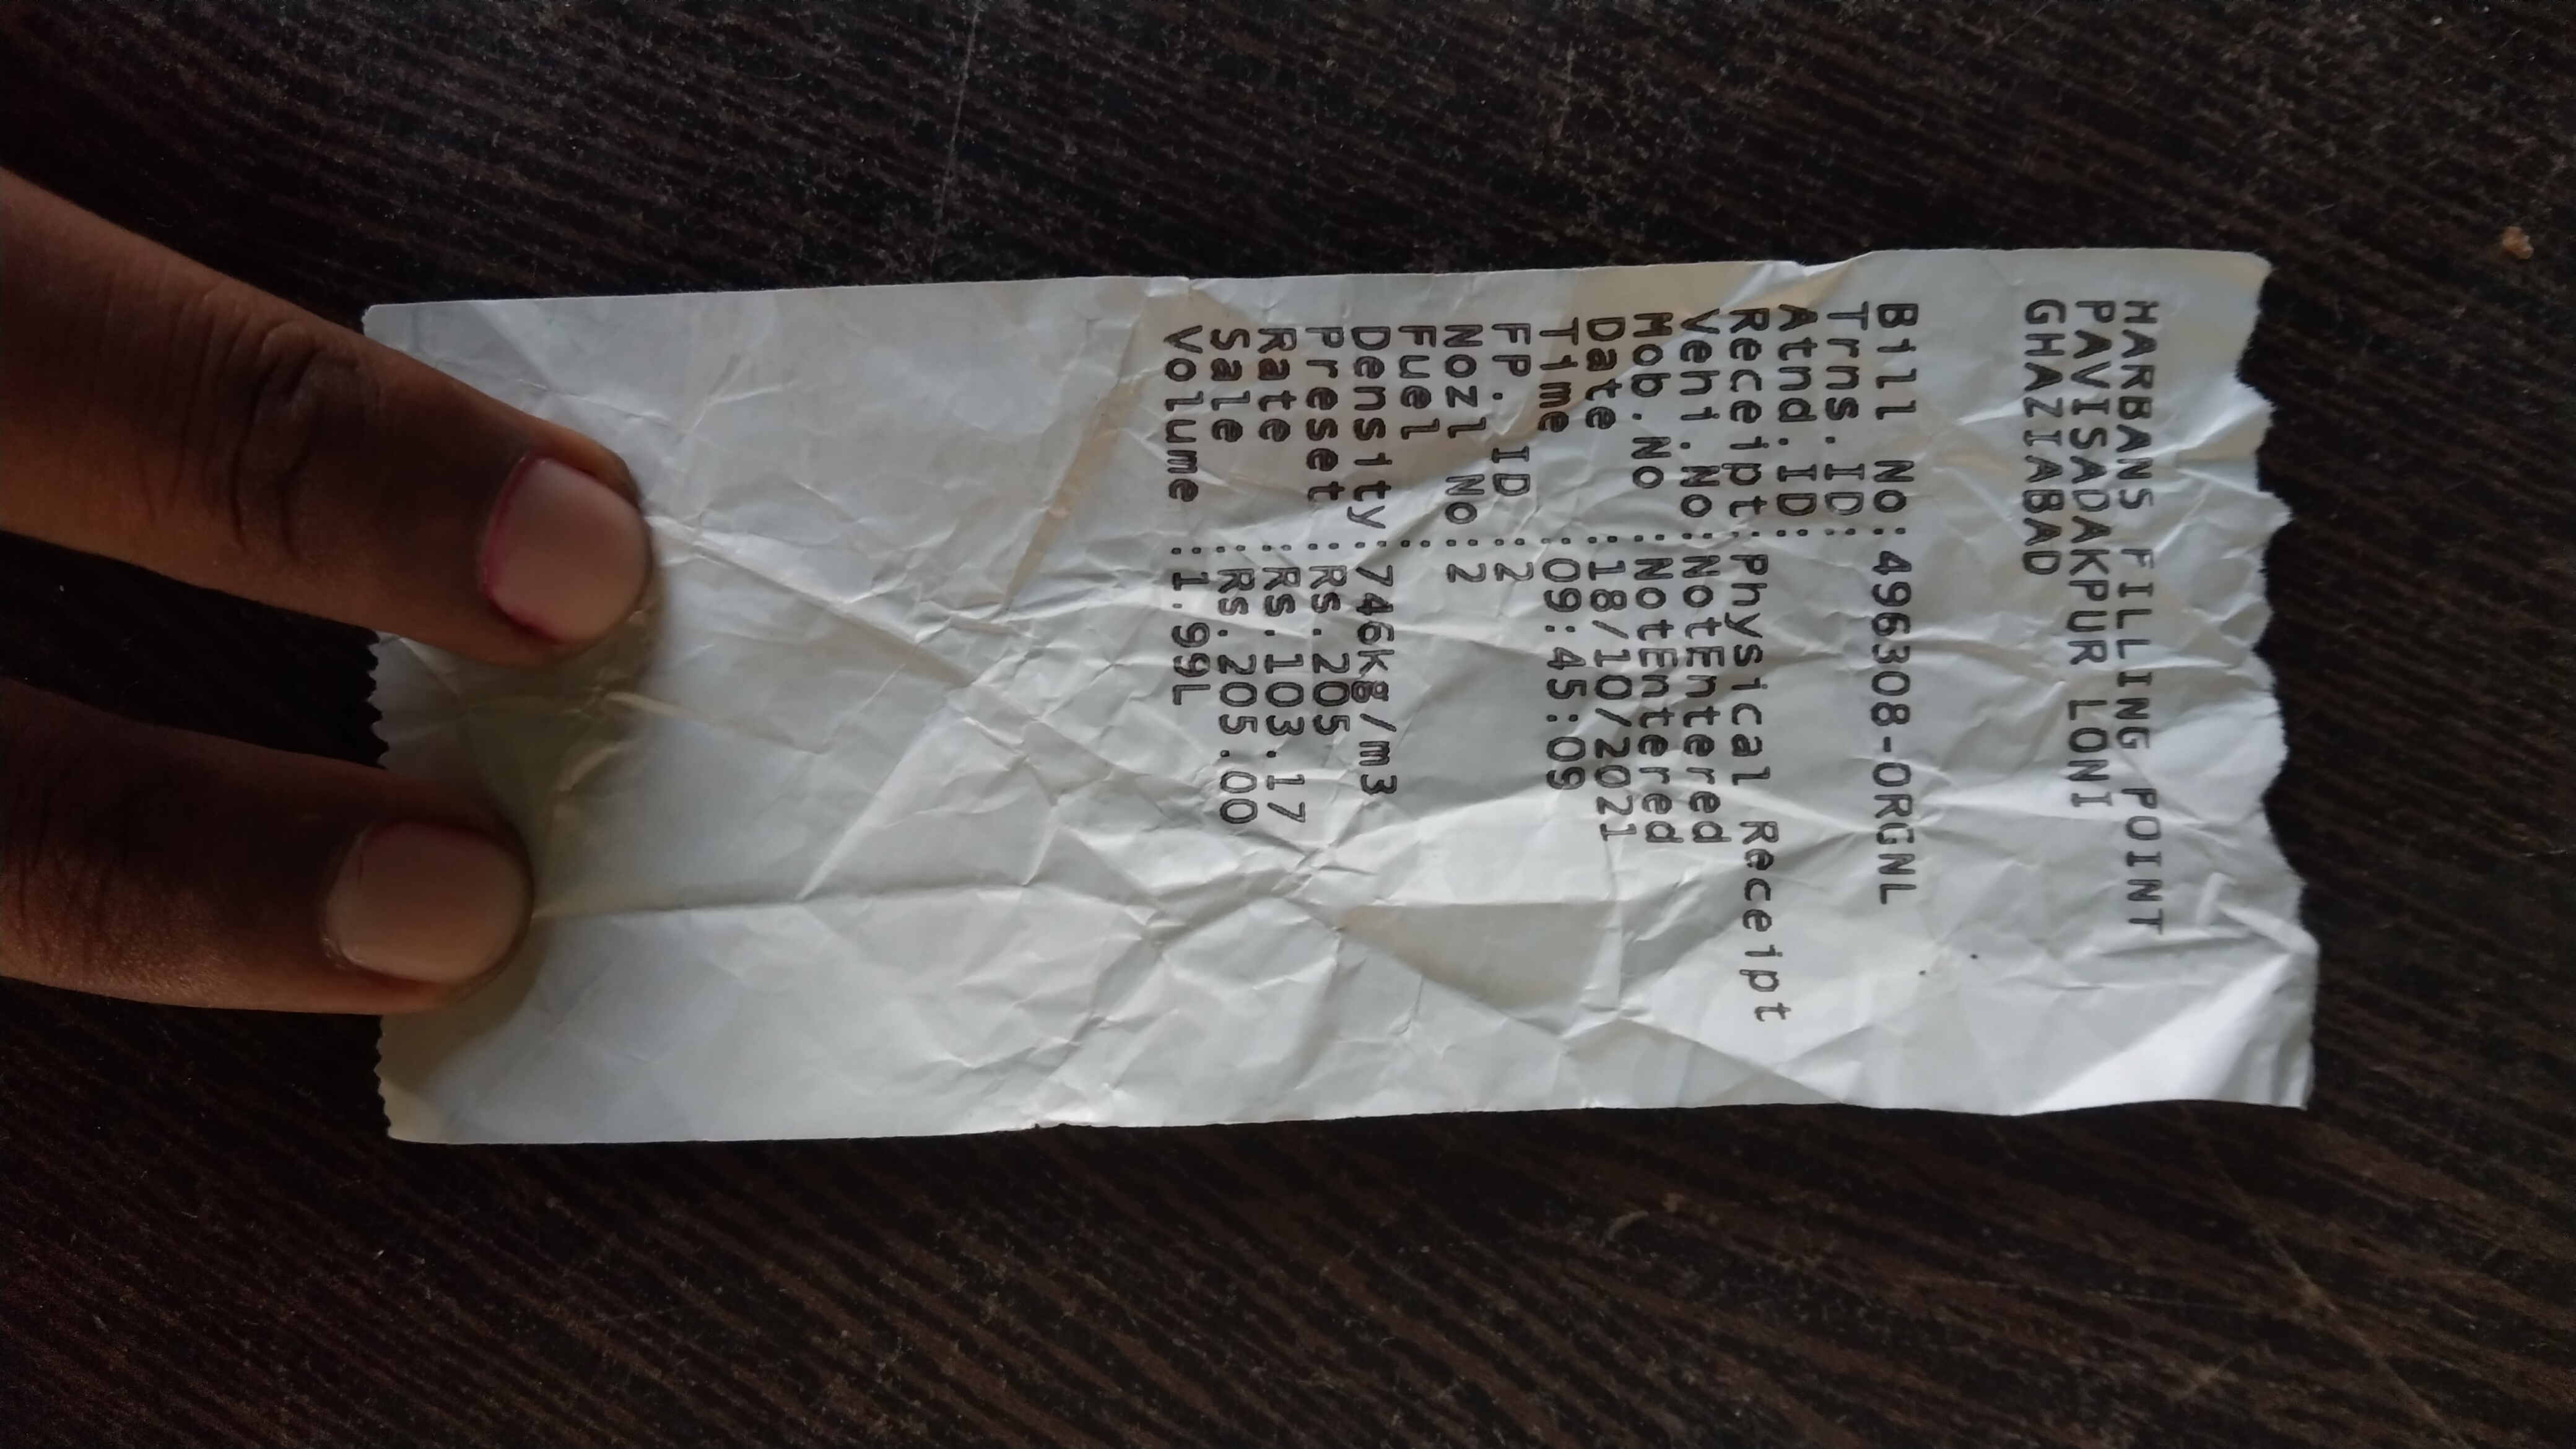 HARBANS FILLING POINT
PAVISADAKPUR LONI
GHAZIABAD
Bill No: 496308-ORGNL
Trns.ID:
Atnd.ID:
Receipt: Physical Receipt
Vehi.No: NotEntered
Mob.No : NotEntered
Date : 18/10/2021
Time : 09:45:09
FP. ID : 2
Nozl No : 2
Fuel :
Density: 746kg/m3
Preset : Rs.205
Rate : Rs.103.17
Sale : Rs.205.00
Volume : 1.99L